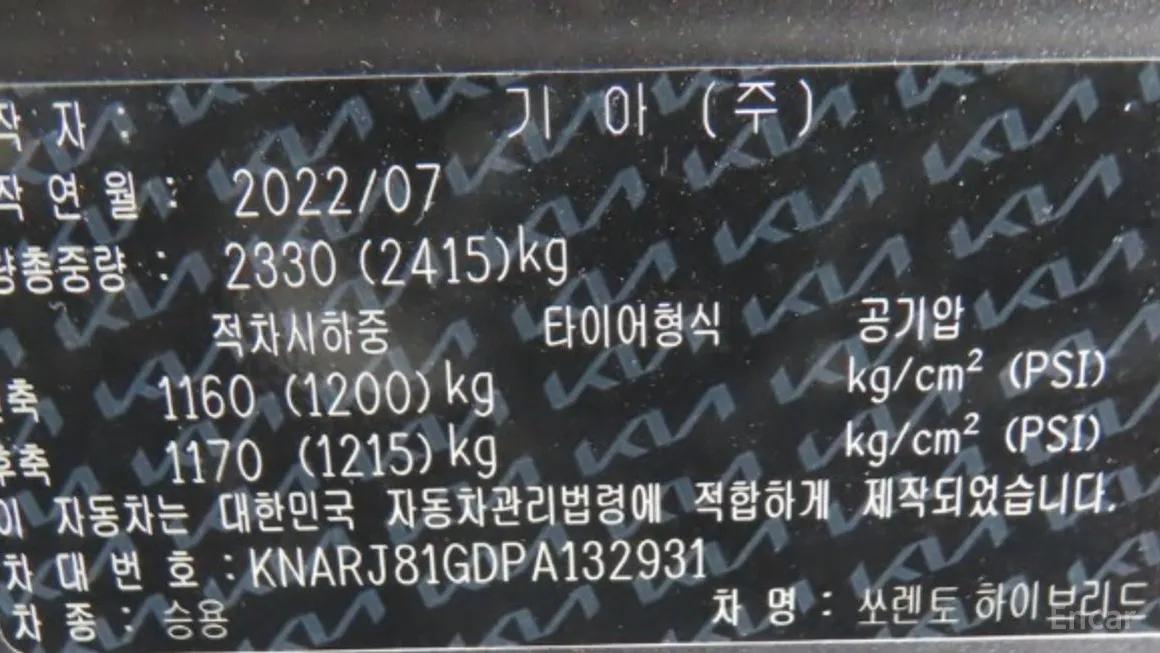 작 자 : 기 아 (주)
작 연 월 : 2022/07
량총중량 : 2330 (2415)kg
적차시하중 타이어형식 공기압
축 1160 (1200)kg kg/cm² (PSI)
후축 1170 (1215)kg kg/cm² (PSI)
이 자동차는 대한민국 자동차관리법령에 적합하게 제작되었습니다.
차 대 번 호 : KNARJ81GDPA132931
차 종 : 승용 차 명 : 쏘렌토 하이브리드
Encar